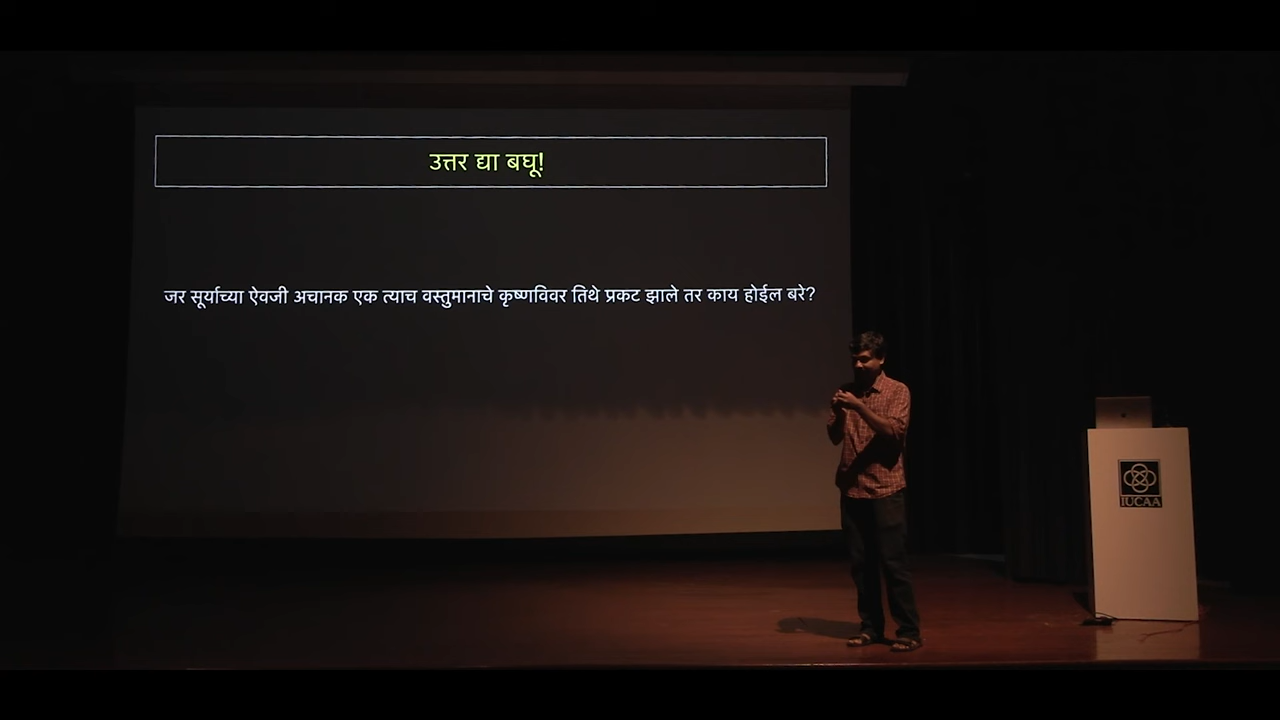 उत्तर द्या बघू!
जर सूर्याच्या ऐवजी अचानक एक त्याच वस्तुमानाचे कृष्णविवर तिथे प्रकट झाले तर काय होईल बरे?
IUCAA